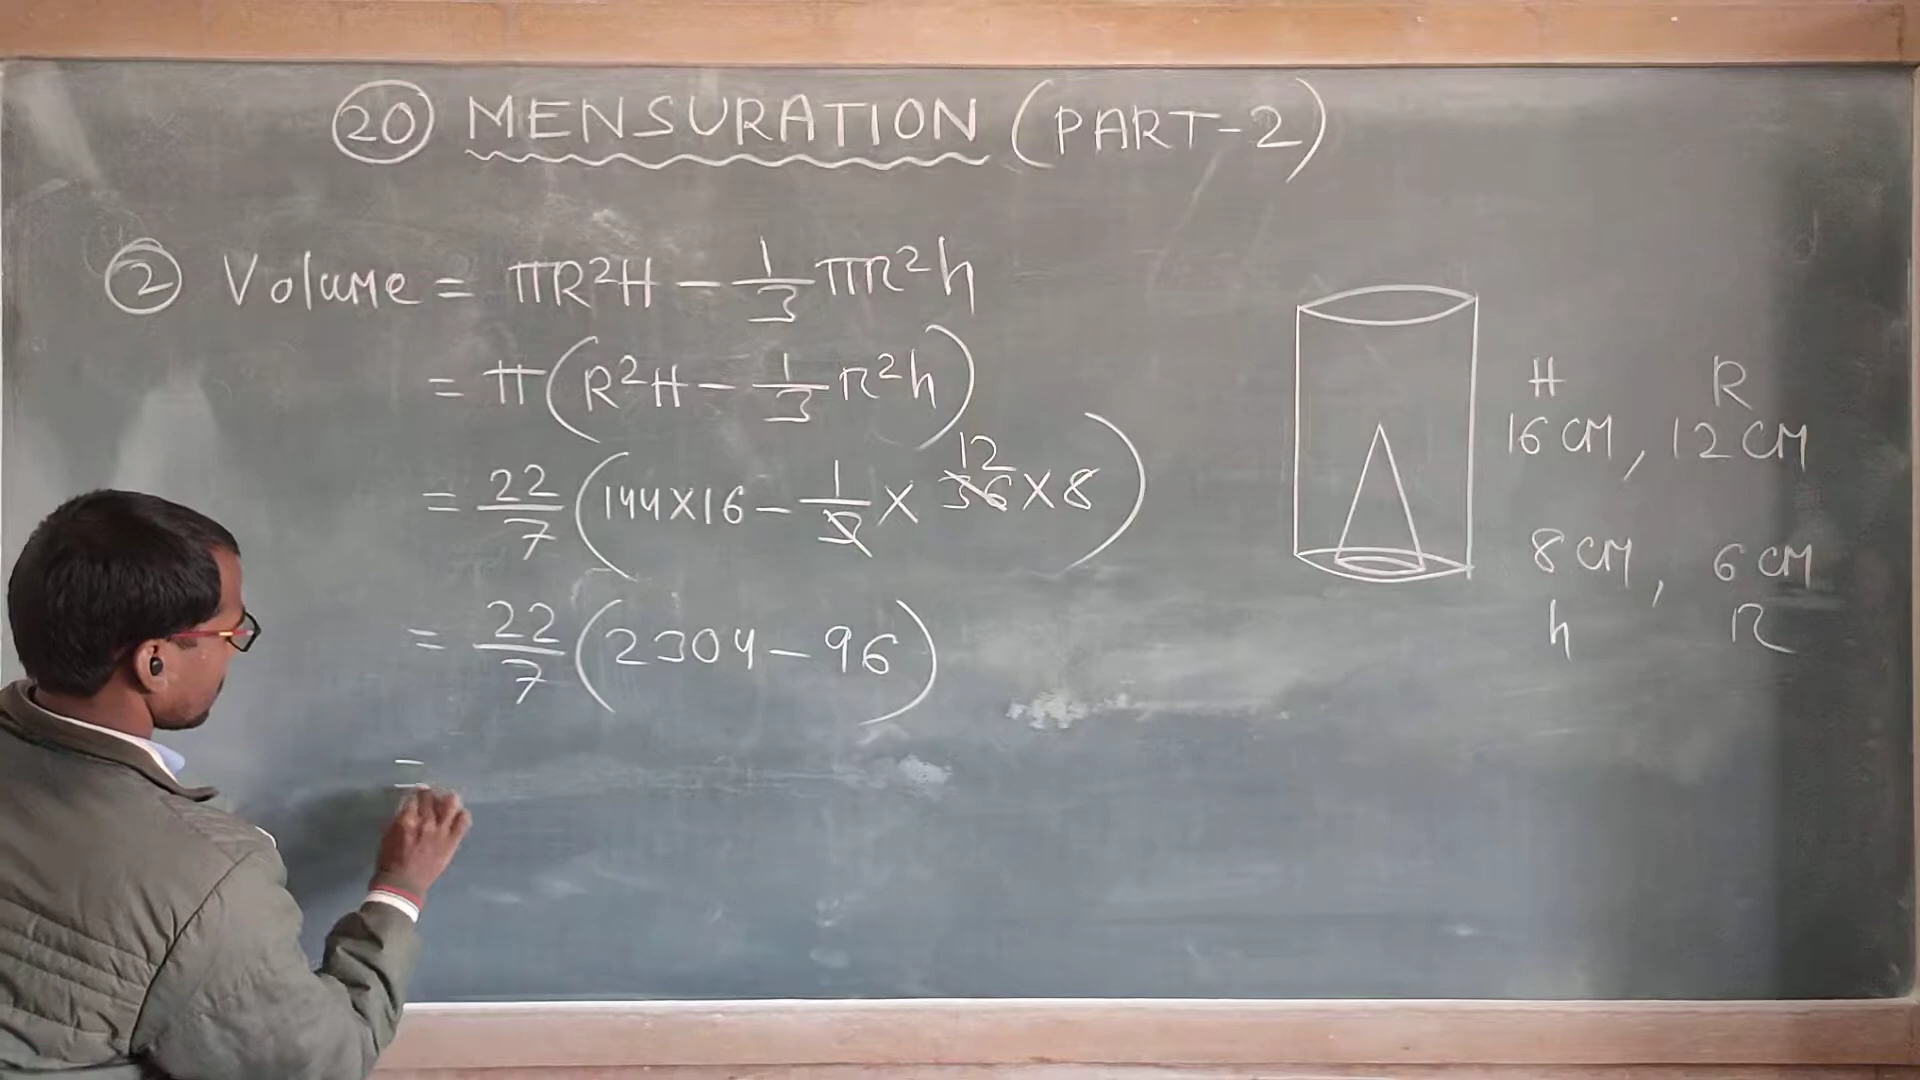 20 MENSURATION (PART-2)
2 Volume = πR²H - 1/3 πr²h
= π(R²H - 1/3 r²h)
= 22/7 (144×16 - 1/3 × 36 × 8)
12
= 22/7 (2304 - 96)
=
H R
16 CM, 12 CM
8 CM, 6 CM
h r